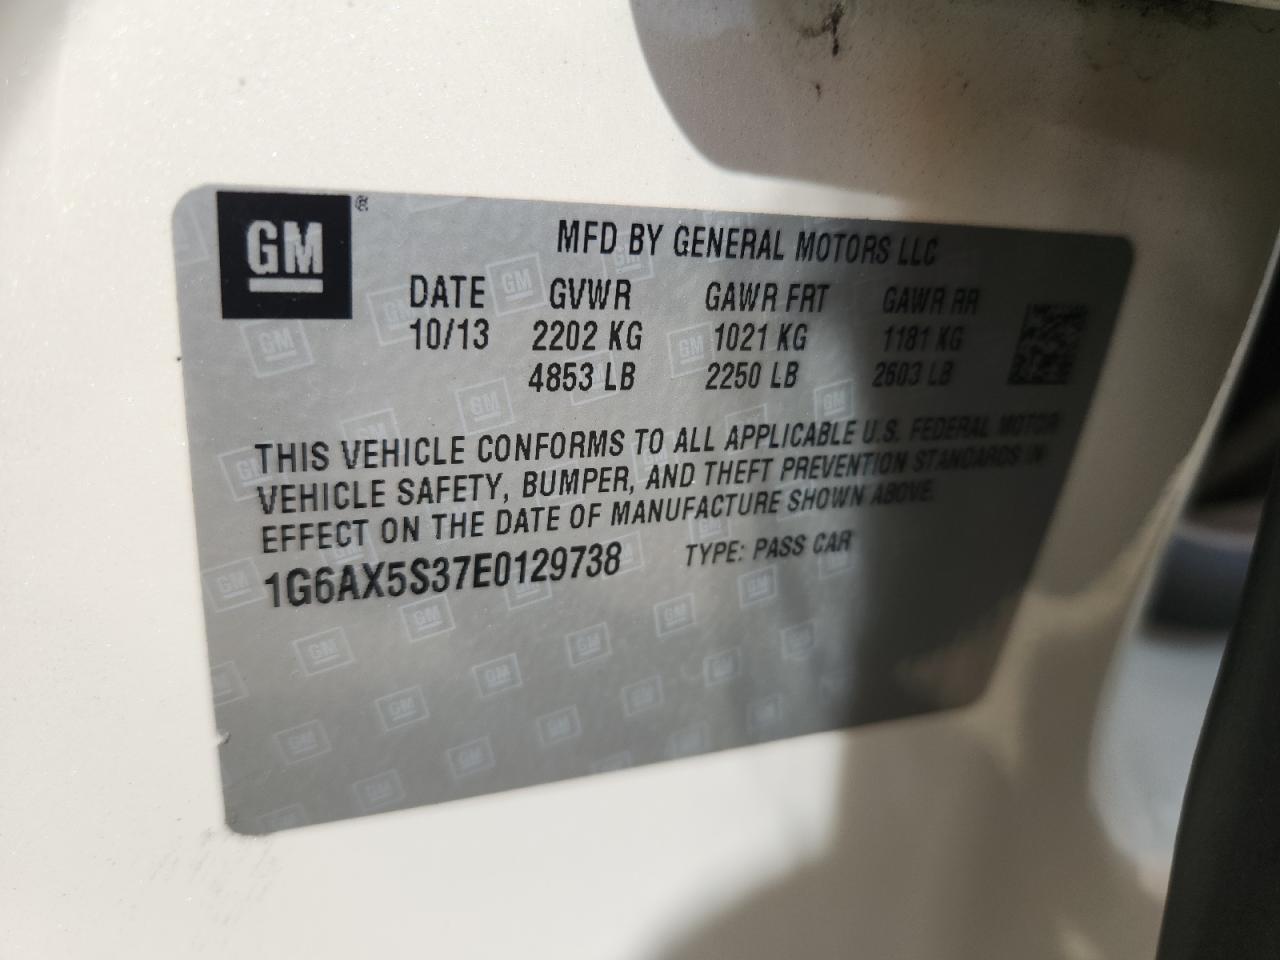 GM ®
MFD BY GENERAL MOTORS LLC
DATE GVWR GAWR FRT GAWR RR
10/13 2202 KG 1021 KG 1181 KG
4853 LB 2250 LB 2603 LB
THIS VEHICLE CONFORMS TO ALL APPLICABLE U.S. FEDERAL MOTOR
VEHICLE SAFETY, BUMPER, AND THEFT PREVENTION STANDARDS IN
EFFECT ON THE DATE OF MANUFACTURE SHOWN ABOVE.
1G6AX5S37E0129738 TYPE: PASS CAR